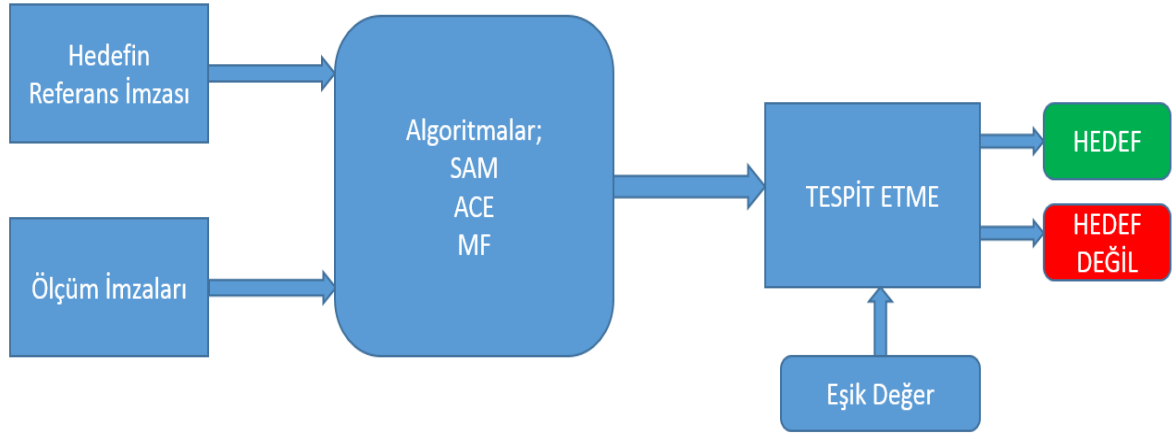 Hedefin
Referans İmzası
Ölçüm İmzaları
Algoritmalar;
SAM
ACE
MF
TESPİT ETME
Eşik Değer
HEDEF
HEDEF
DEĞİL